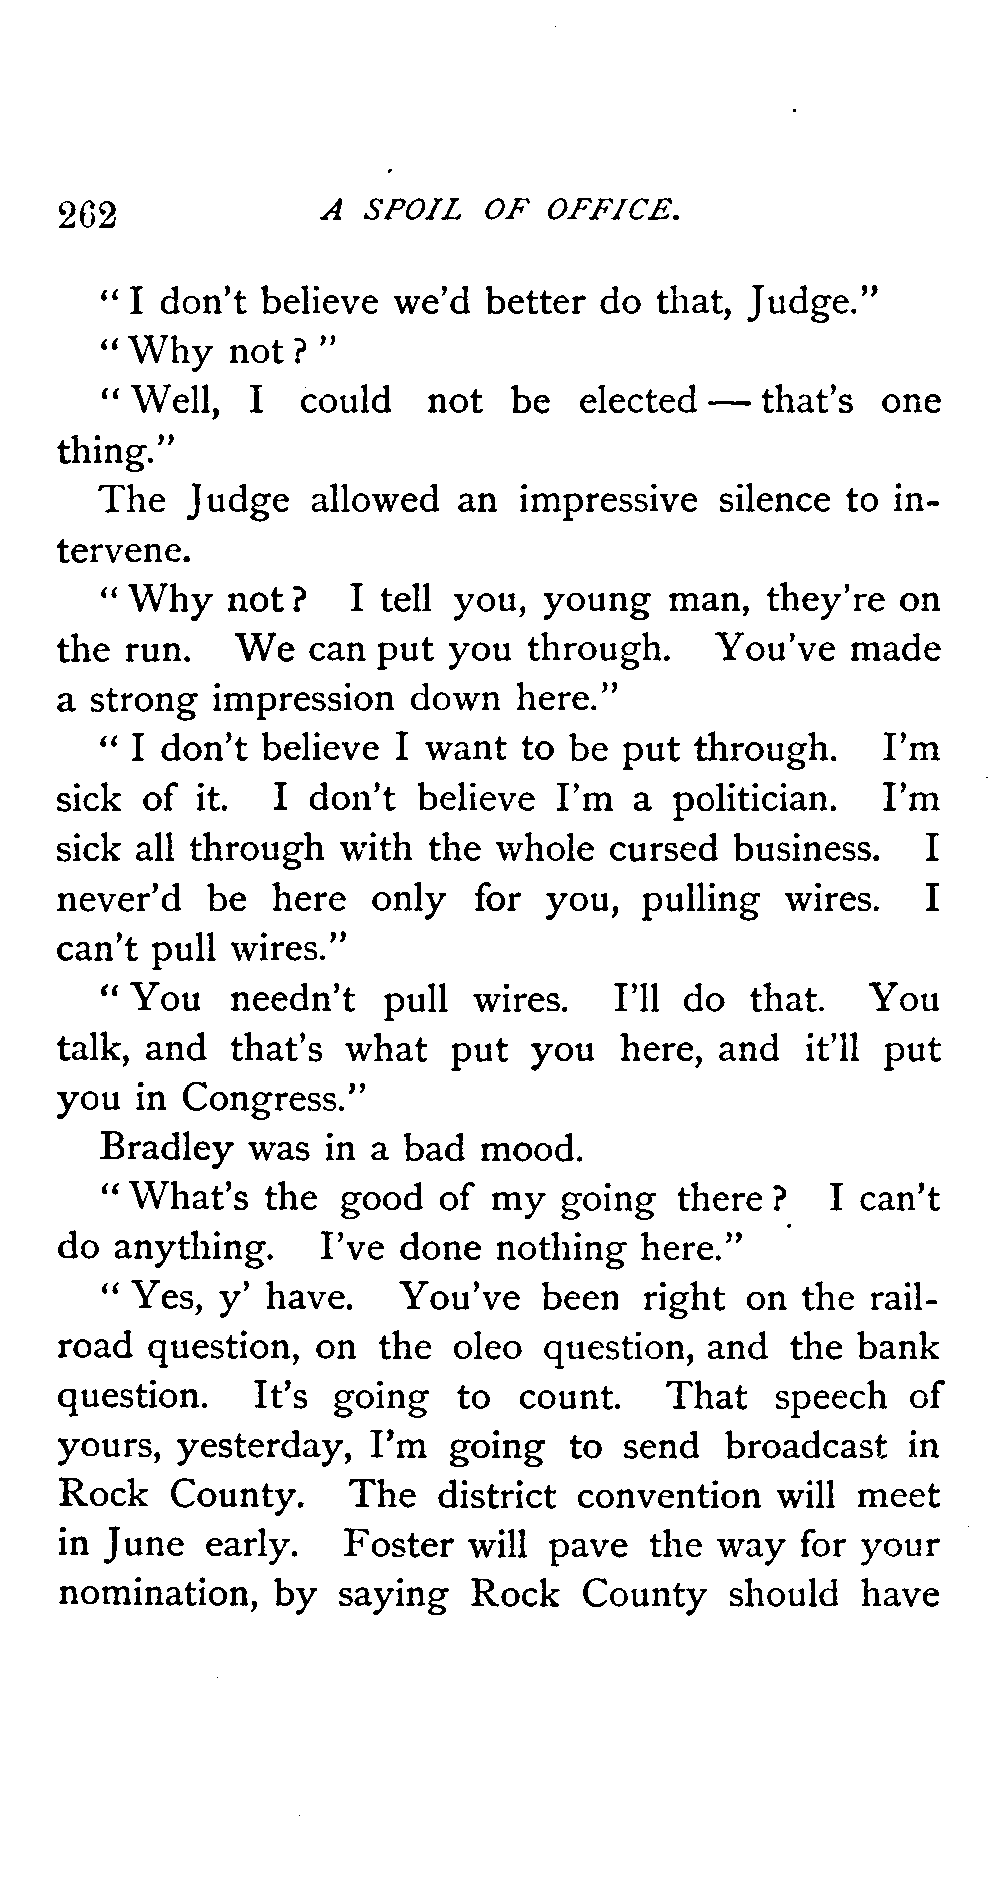 262 A SPOIL OF OFFICE.
“I don't believe we'd better do that, Judge.”
“Why not?”
“Well, I could not be elected — that's one
thing.”
The Judge allowed an impressive silence to in-
tervene.
“Why not? I tell you, young man, they're on
the run. We can put you through. You've made
a strong impression down here.”
“I don't believe I want to be put through. I'm
sick of it. I don't believe I'm a politician. I'm
sick all through with the whole cursed business. I
never'd be here only for you, pulling wires. I
can't pull wires.”
“You needn't pull wires. I'll do that. You
talk, and that's what put you here, and it'll put
you in Congress.”
Bradley was in a bad mood.
“What's the good of my going there? I can't
do anything. I've done nothing here.”
“Yes, y' have. You've been right on the rail-
road question, on the oleo question, and the bank
question. It's going to count. That speech of
yours, yesterday, I'm going to send broadcast in
Rock County. The district convention will meet
in June early. Foster will pave the way for your
nomination, by saying Rock County should have